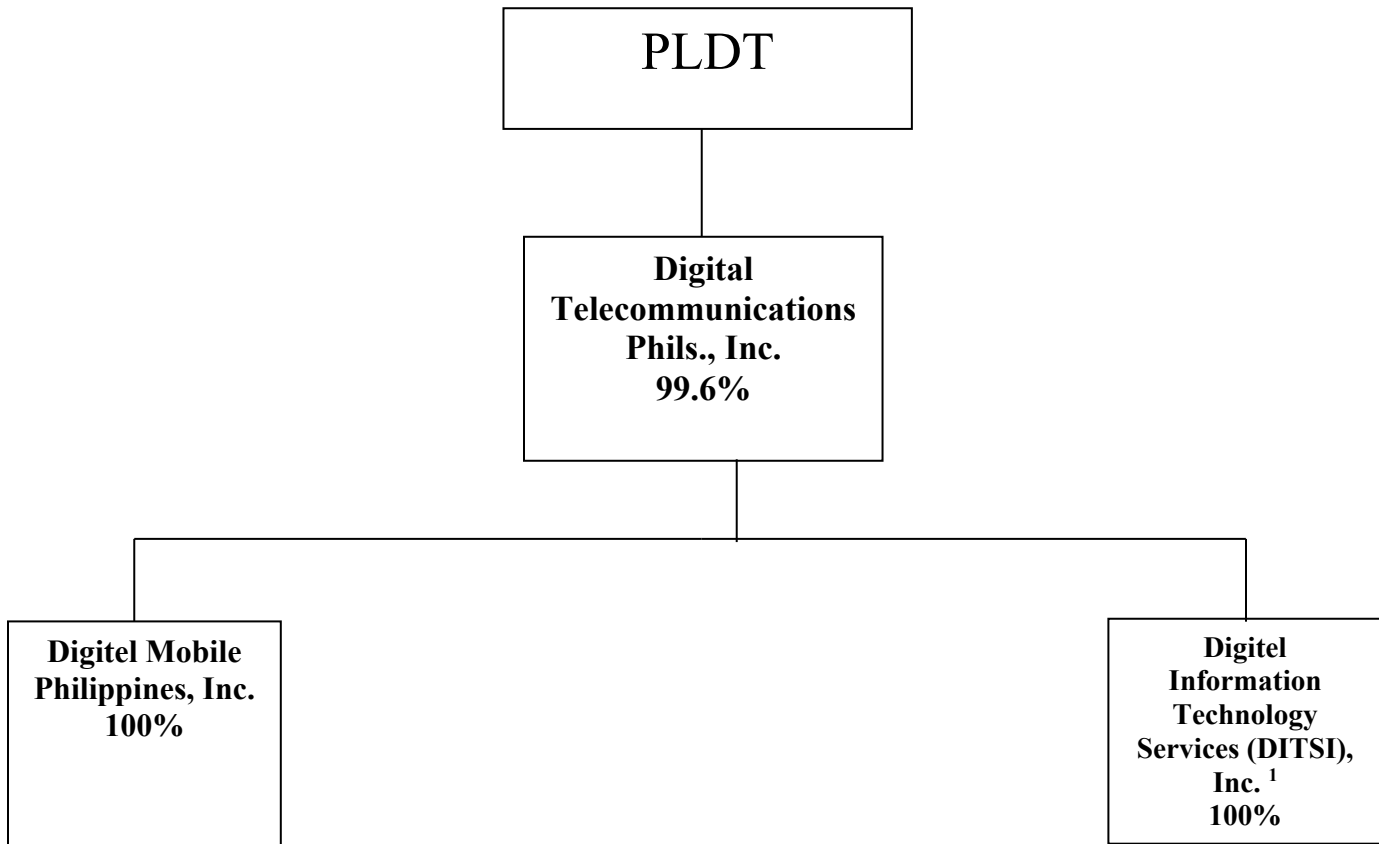 PLDT
Digital
Telecommunications
Phils., Inc.
99.6%
Digitel Mobile
Philippines, Inc.
100%
Digitel
Information
Technology
Services (DITSI),
Inc. 1
100%